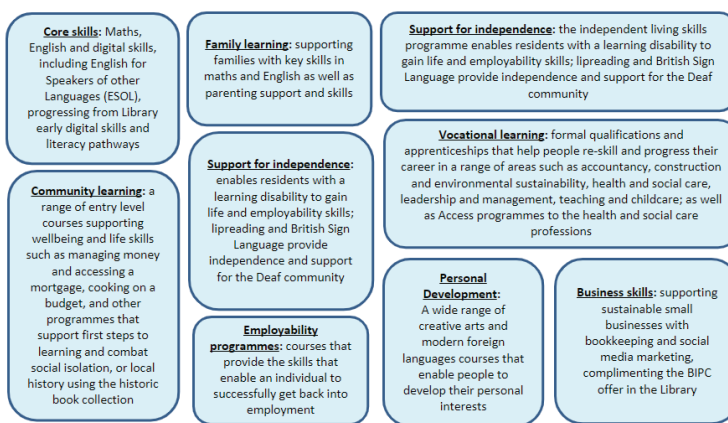 Core skills: Maths,
English and digital skills,
including English for
Speakers of other
Languages (ESOL),
progressing from Library
early digital skills and
literacy pathways
Family learning: supporting
families with key skills in
maths and English as well as
parenting support and skills
Support for independence: the independent living skills
programme enables residents with a learning disability to
gain life and employability skills; lipreading and British Sign
Language provide independence and support for the Deaf
community
Vocational learning: formal qualifications and
apprenticeships that help people re-skill and progress their
career in a range of areas such as accountancy, construction
and environmental sustainability, health and social care,
leadership and management, teaching and childcare; as well
as Access programmes to the health and social care
professions
Community learning: a
range of entry level
courses supporting
wellbeing and life skills
such as managing money
and accessing a
mortgage, cooking on a
budget, and other
programmes that
support first steps to
learning and combat
social isolation, or local
history using the historic
book collection
Support for independence:
enables residents with a
learning disability to gain
life and employability skills;
lipreading and British Sign
Language provide
independence and support
for the Deaf community
Employability
programmes: courses that
provide the skills that
enable an individual to
successfully get back into
employment
Personal
Development:
A wide range of
creative arts and
modern foreign
languages courses that
enable people to
develop their personal
interests
Business skills: supporting
sustainable small
businesses with
bookkeeping and social
media marketing,
complimenting the BIPC
offer in the Library